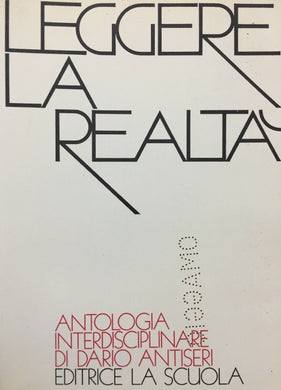 LEGGERE
LA
REALTA'
ANTOLOGIA
INTERDISCIPLINARE
DI DARIO ANTISERI
EDITRICE LA SCUOLA